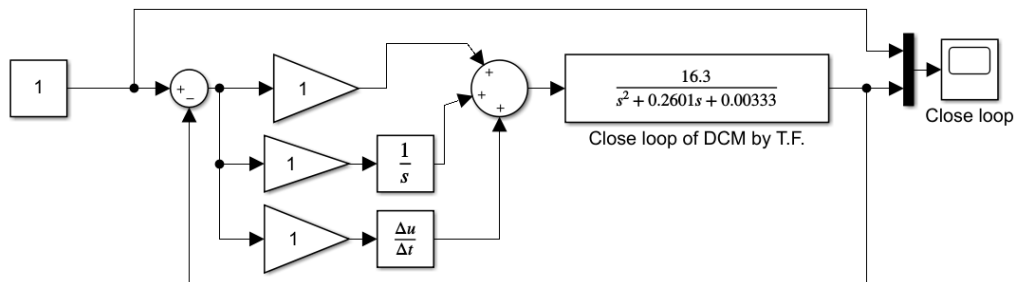 1
+
−
1
+
+
+
16.3
s² + 0.2601s + 0.00333
Close loop of DCM by T.F.
Close loop
1
1
s
1
Δu
Δt